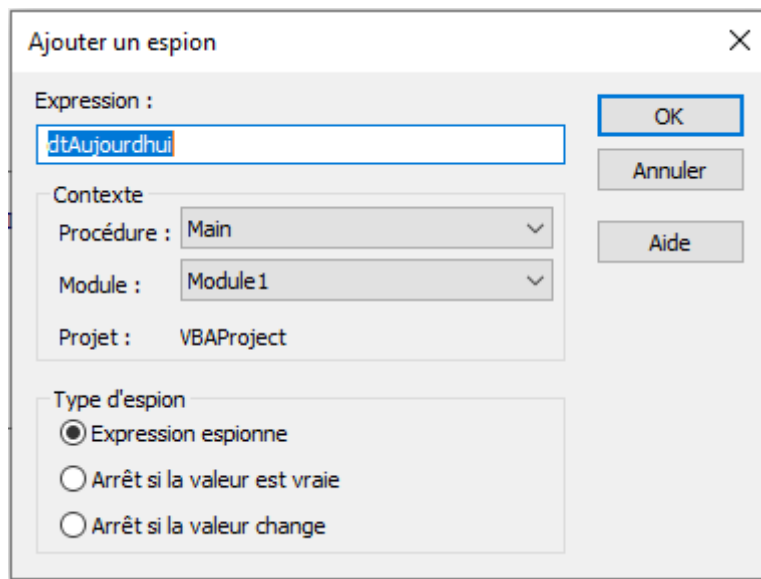 Ajouter un espion
Expression :
dtAujourdhui
OK
Annuler
Aide
Contexte
Procédure : Main
Module : Module1
Projet : VBAProject
Type d'espion
Expression espionne
Arrêt si la valeur est vraie
Arrêt si la valeur change